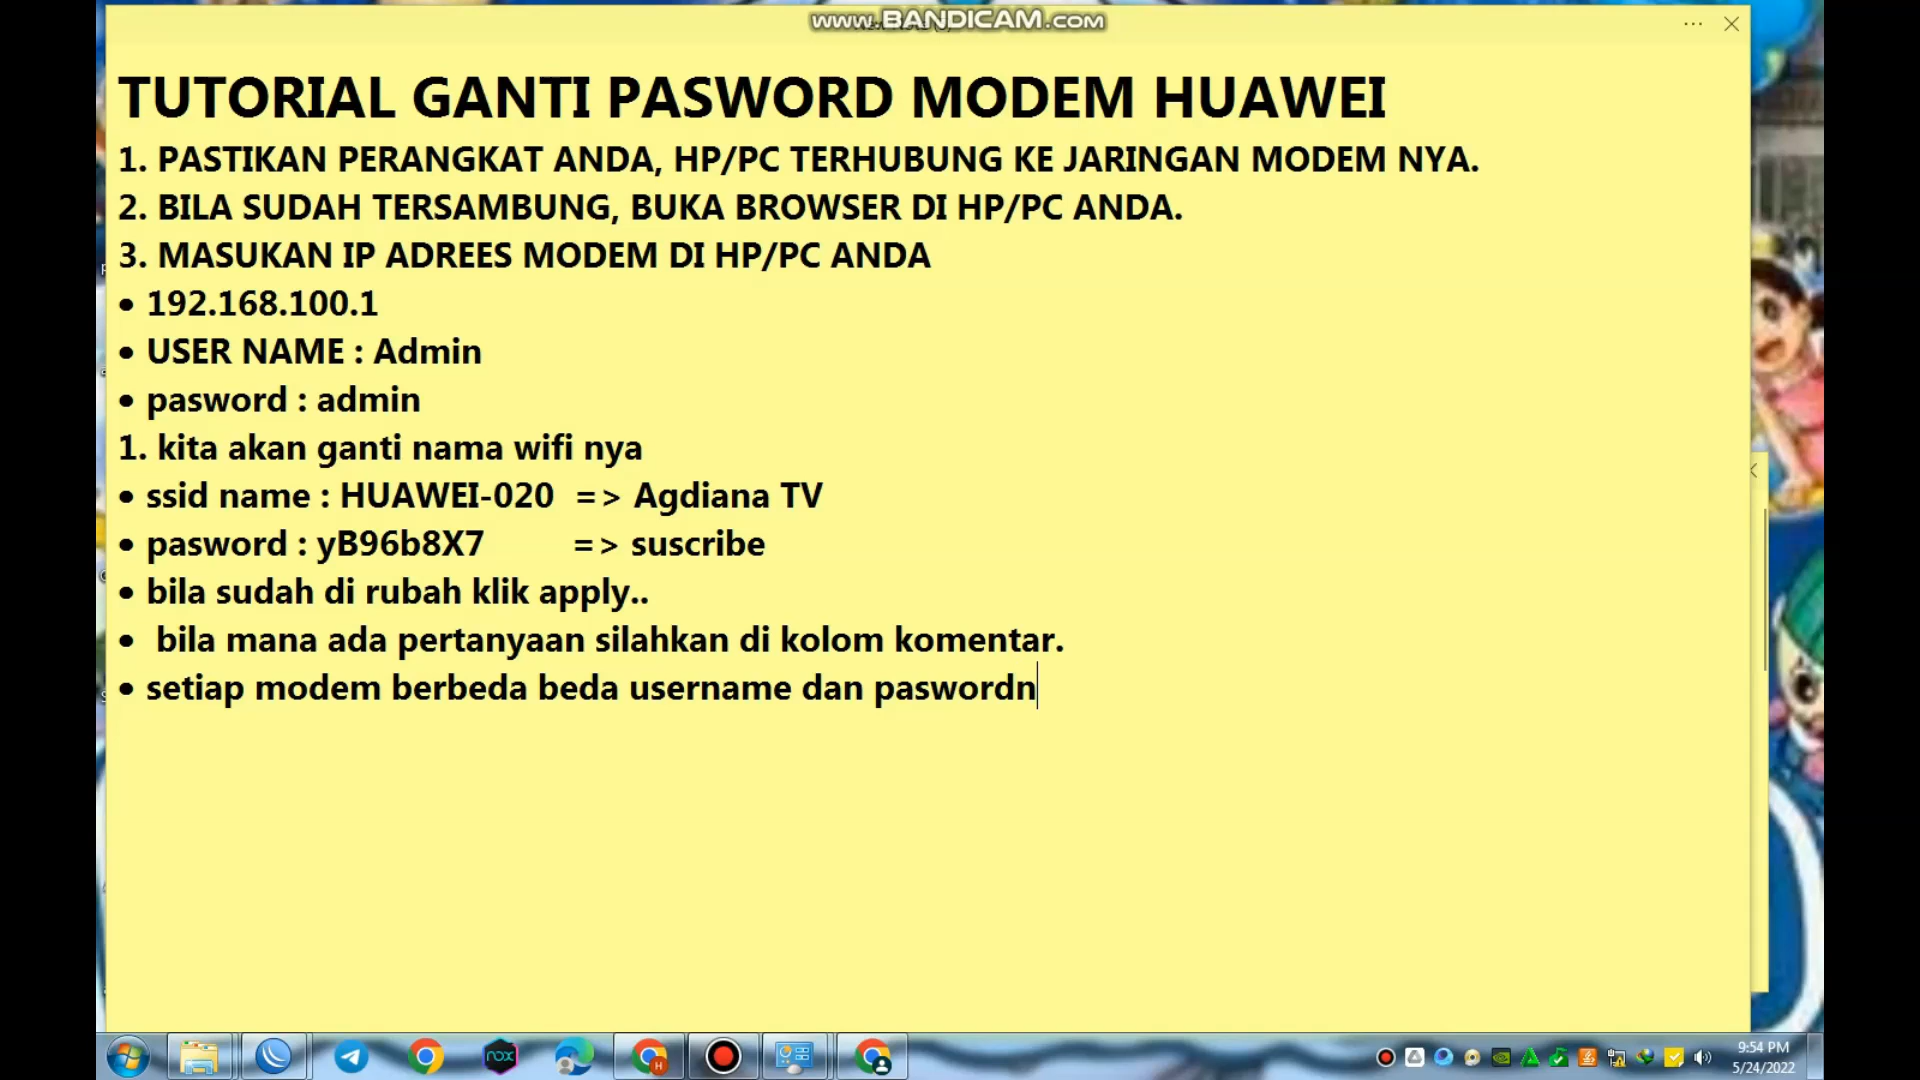 www.BANDICAM.com
TUTORIAL GANTI PASWORD MODEM HUAWEI
1. PASTIKAN PERANGKAT ANDA, HP/PC TERHUBUNG KE JARINGAN MODEM NYA.
2. BILA SUDAH TERSAMBUNG, BUKA BROWSER DI HP/PC ANDA.
3. MASUKAN IP ADREES MODEM DI HP/PC ANDA
• 192.168.100.1
• USER NAME : Admin
• pasword : admin
1. kita akan ganti nama wifi nya
• ssid name : HUAWEI-020 => Agdiana TV
• pasword : yB96b8X7 => suscribe
• bila sudah di rubah klik apply..
• bila mana ada pertanyaan silahkan di kolom komentar.
• setiap modem berbeda beda username dan paswordn
nox
H
9:54 PM
5/24/2022